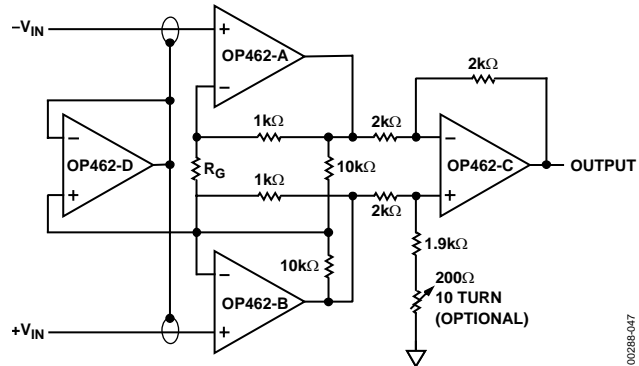 –VIN
+
OP462-A
–
2kΩ
1kΩ
2kΩ
–
–
OP462-D
+
RG
10kΩ
OP462-C
OUTPUT
1kΩ
2kΩ
+
1.9kΩ
–
10kΩ
OP462-B
200Ω
10 TURN
(OPTIONAL)
+VIN
+
00288-047